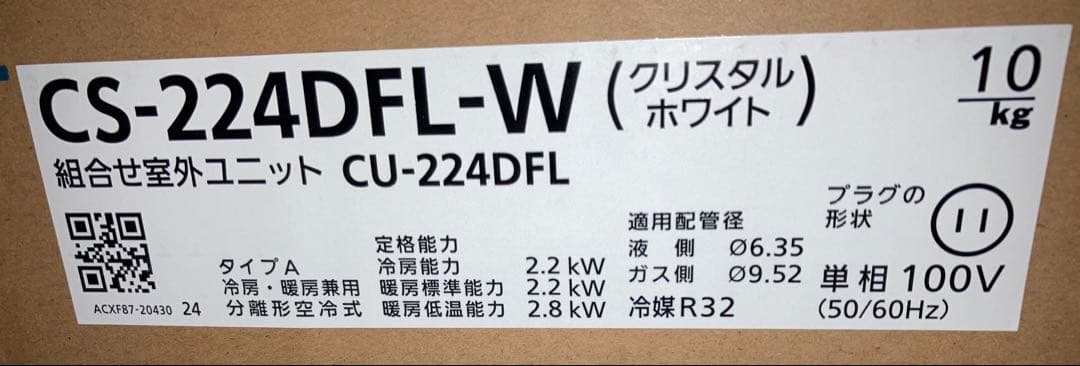 CS-224DFL-W (クリスタルホワイト)
10
kg
組合せ室外ユニット CU-224DFL
タイプA
冷房・暖房兼用
分離形空冷式
定格能力
冷房能力 2.2 kW
暖房標準能力 2.2 kW
暖房低温能力 2.8 kW
適用配管径
液 側 Ø6.35
ガス側 Ø9.52
冷媒R32
プラグの
形状
単相 100V
(50/60Hz)
ACXF87-20430 24